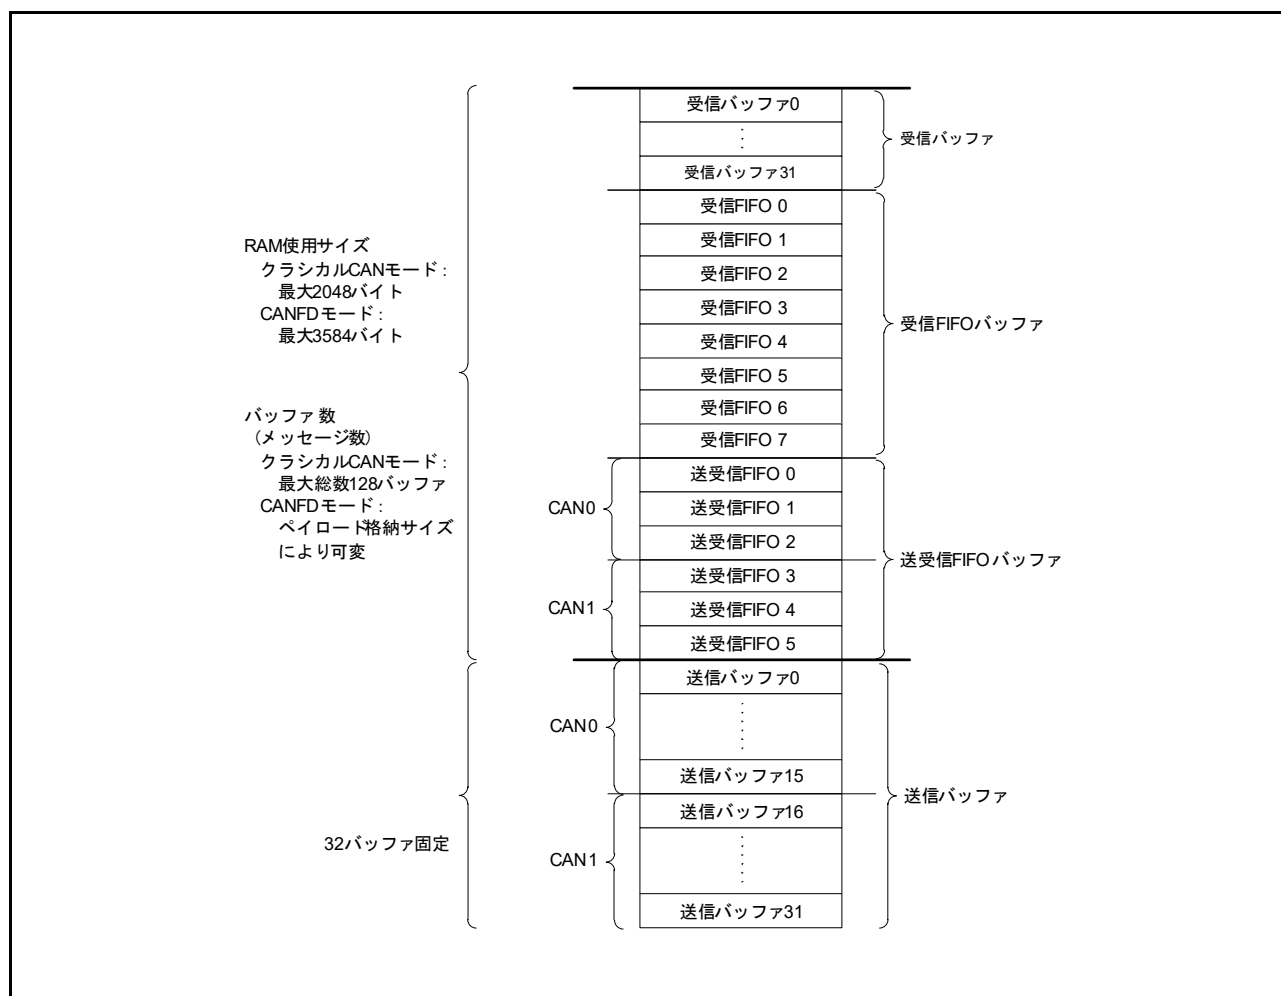 RAM使用サイズ
クラシカルCANモード：
最大2048バイト
CANFDモード：
最大3584バイト
バッファ数
（メッセージ数）
クラシカルCANモード：
最大総数128バッファ
CANFDモード：
ペイロード格納サイズ
により可変
32バッファ固定
CAN0
CAN1
CAN0
CAN1
受信バッファ0
受信バッファ31
受信FIFO 0
受信FIFO 1
受信FIFO 2
受信FIFO 3
受信FIFO 4
受信FIFO 5
受信FIFO 6
受信FIFO 7
送受信FIFO 0
送受信FIFO 1
送受信FIFO 2
送受信FIFO 3
送受信FIFO 4
送受信FIFO 5
送信バッファ0
送信バッファ15
送信バッファ16
送信バッファ31
受信バッファ
受信FIFOバッファ
送受信FIFOバッファ
送信バッファ